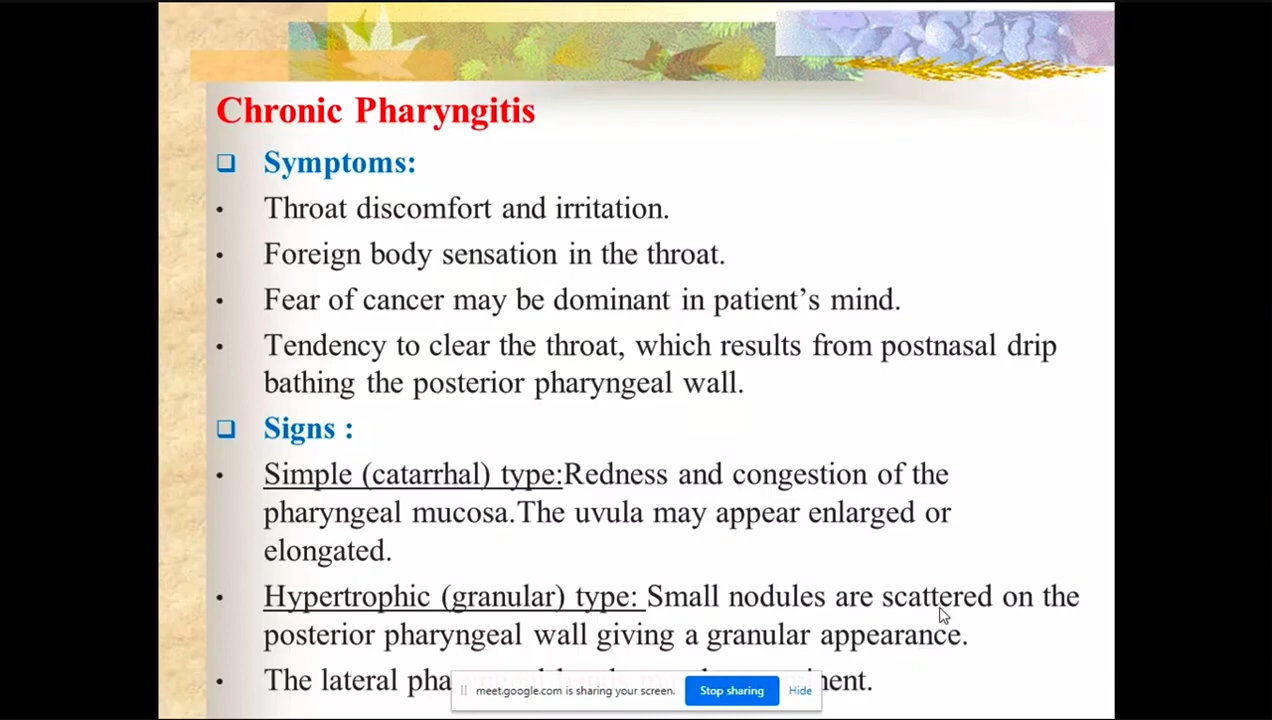 Chronic Pharyngitis
Symptoms:
• Throat discomfort and irritation.
• Foreign body sensation in the throat.
• Fear of cancer may be dominant in patient’s mind.
• Tendency to clear the throat, which results from postnasal drip
bathing the posterior pharyngeal wall.
Signs :
• Simple (catarrhal) type:Redness and congestion of the
pharyngeal mucosa.The uvula may appear enlarged or
elongated.
• Hypertrophic (granular) type: Small nodules are scattered on the
posterior pharyngeal wall giving a granular appearance.
• The lateral
meet.google.com is sharing your screen. Stop sharing Hide